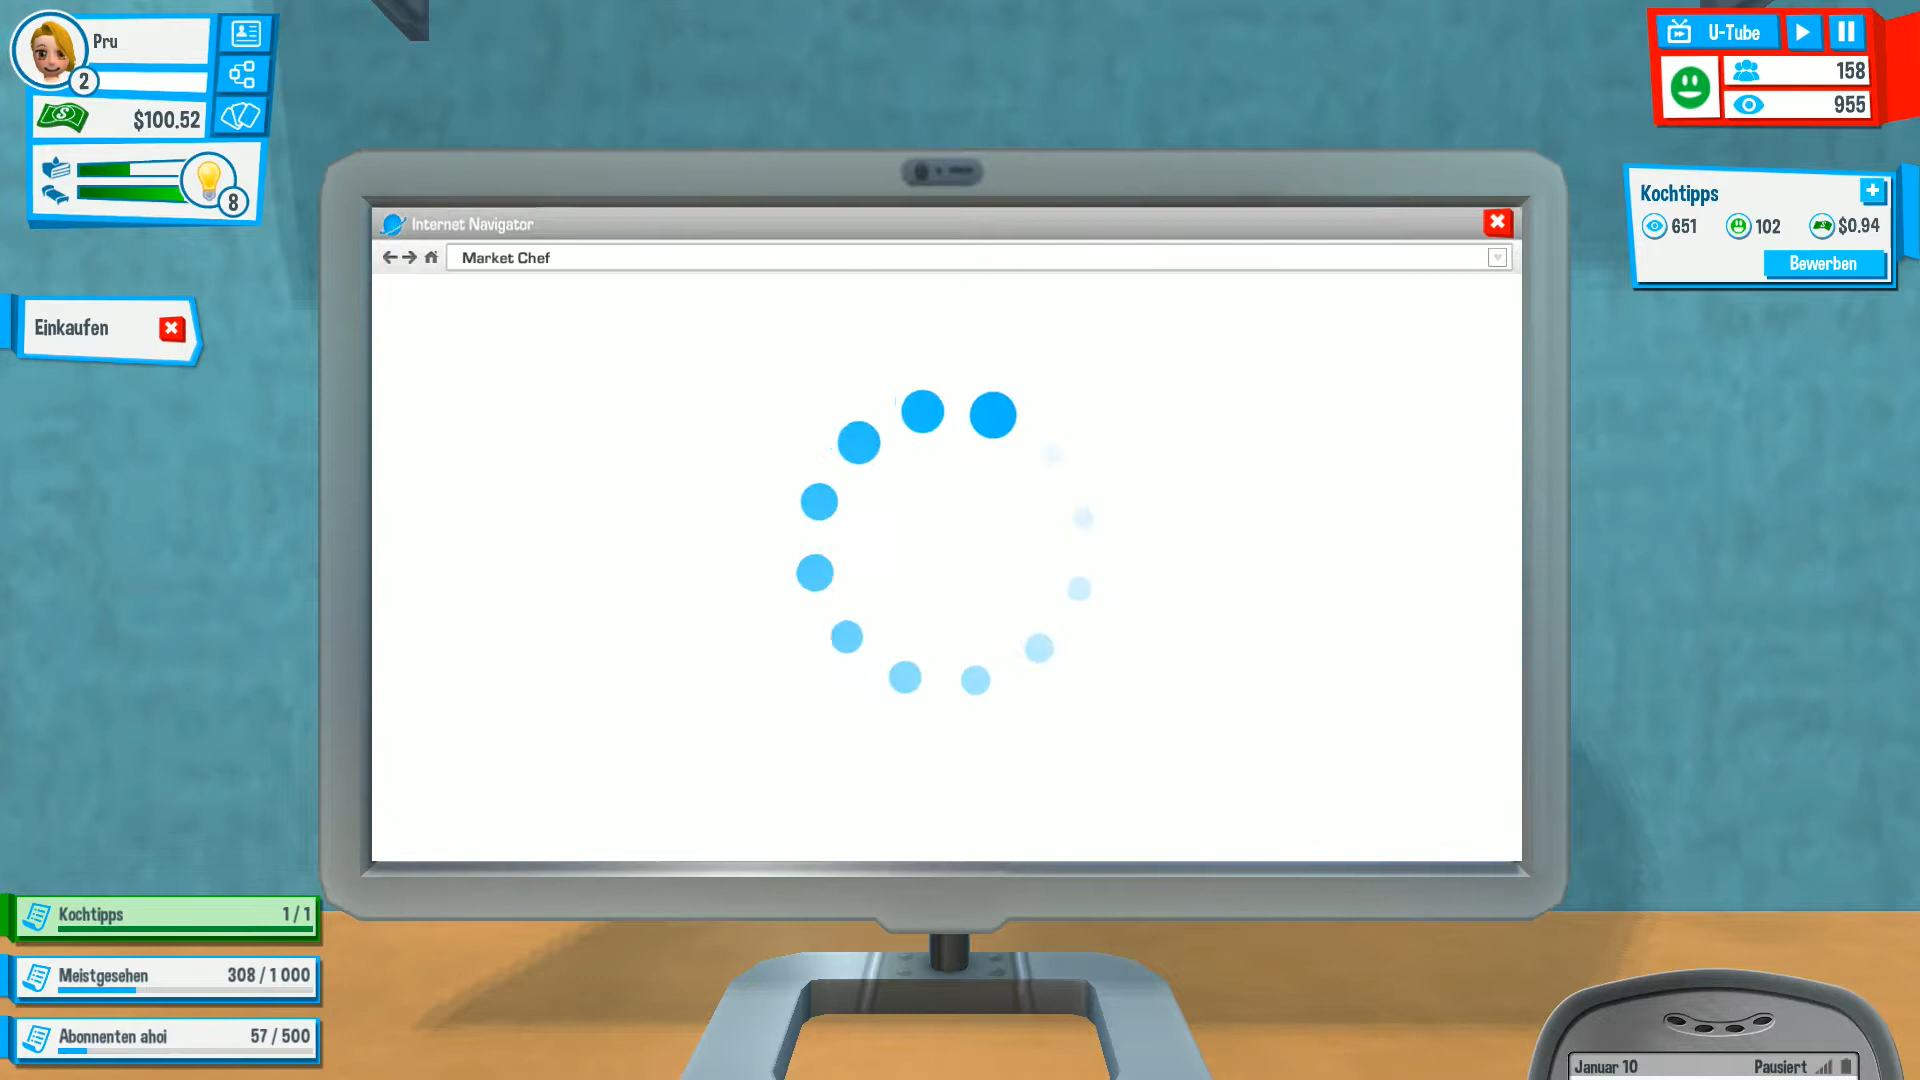 Pru
2
$100.52
8
U-Tube
158
955
Kochtipps
651
102
$0.94
Bewerben
Internet Navigator
Market Chef
Einkaufen
Kochtipps 1 / 1
Meistgesehen 308 / 1 000
Abonnenten ahoi 57 / 500
Januar 10 Pausiert